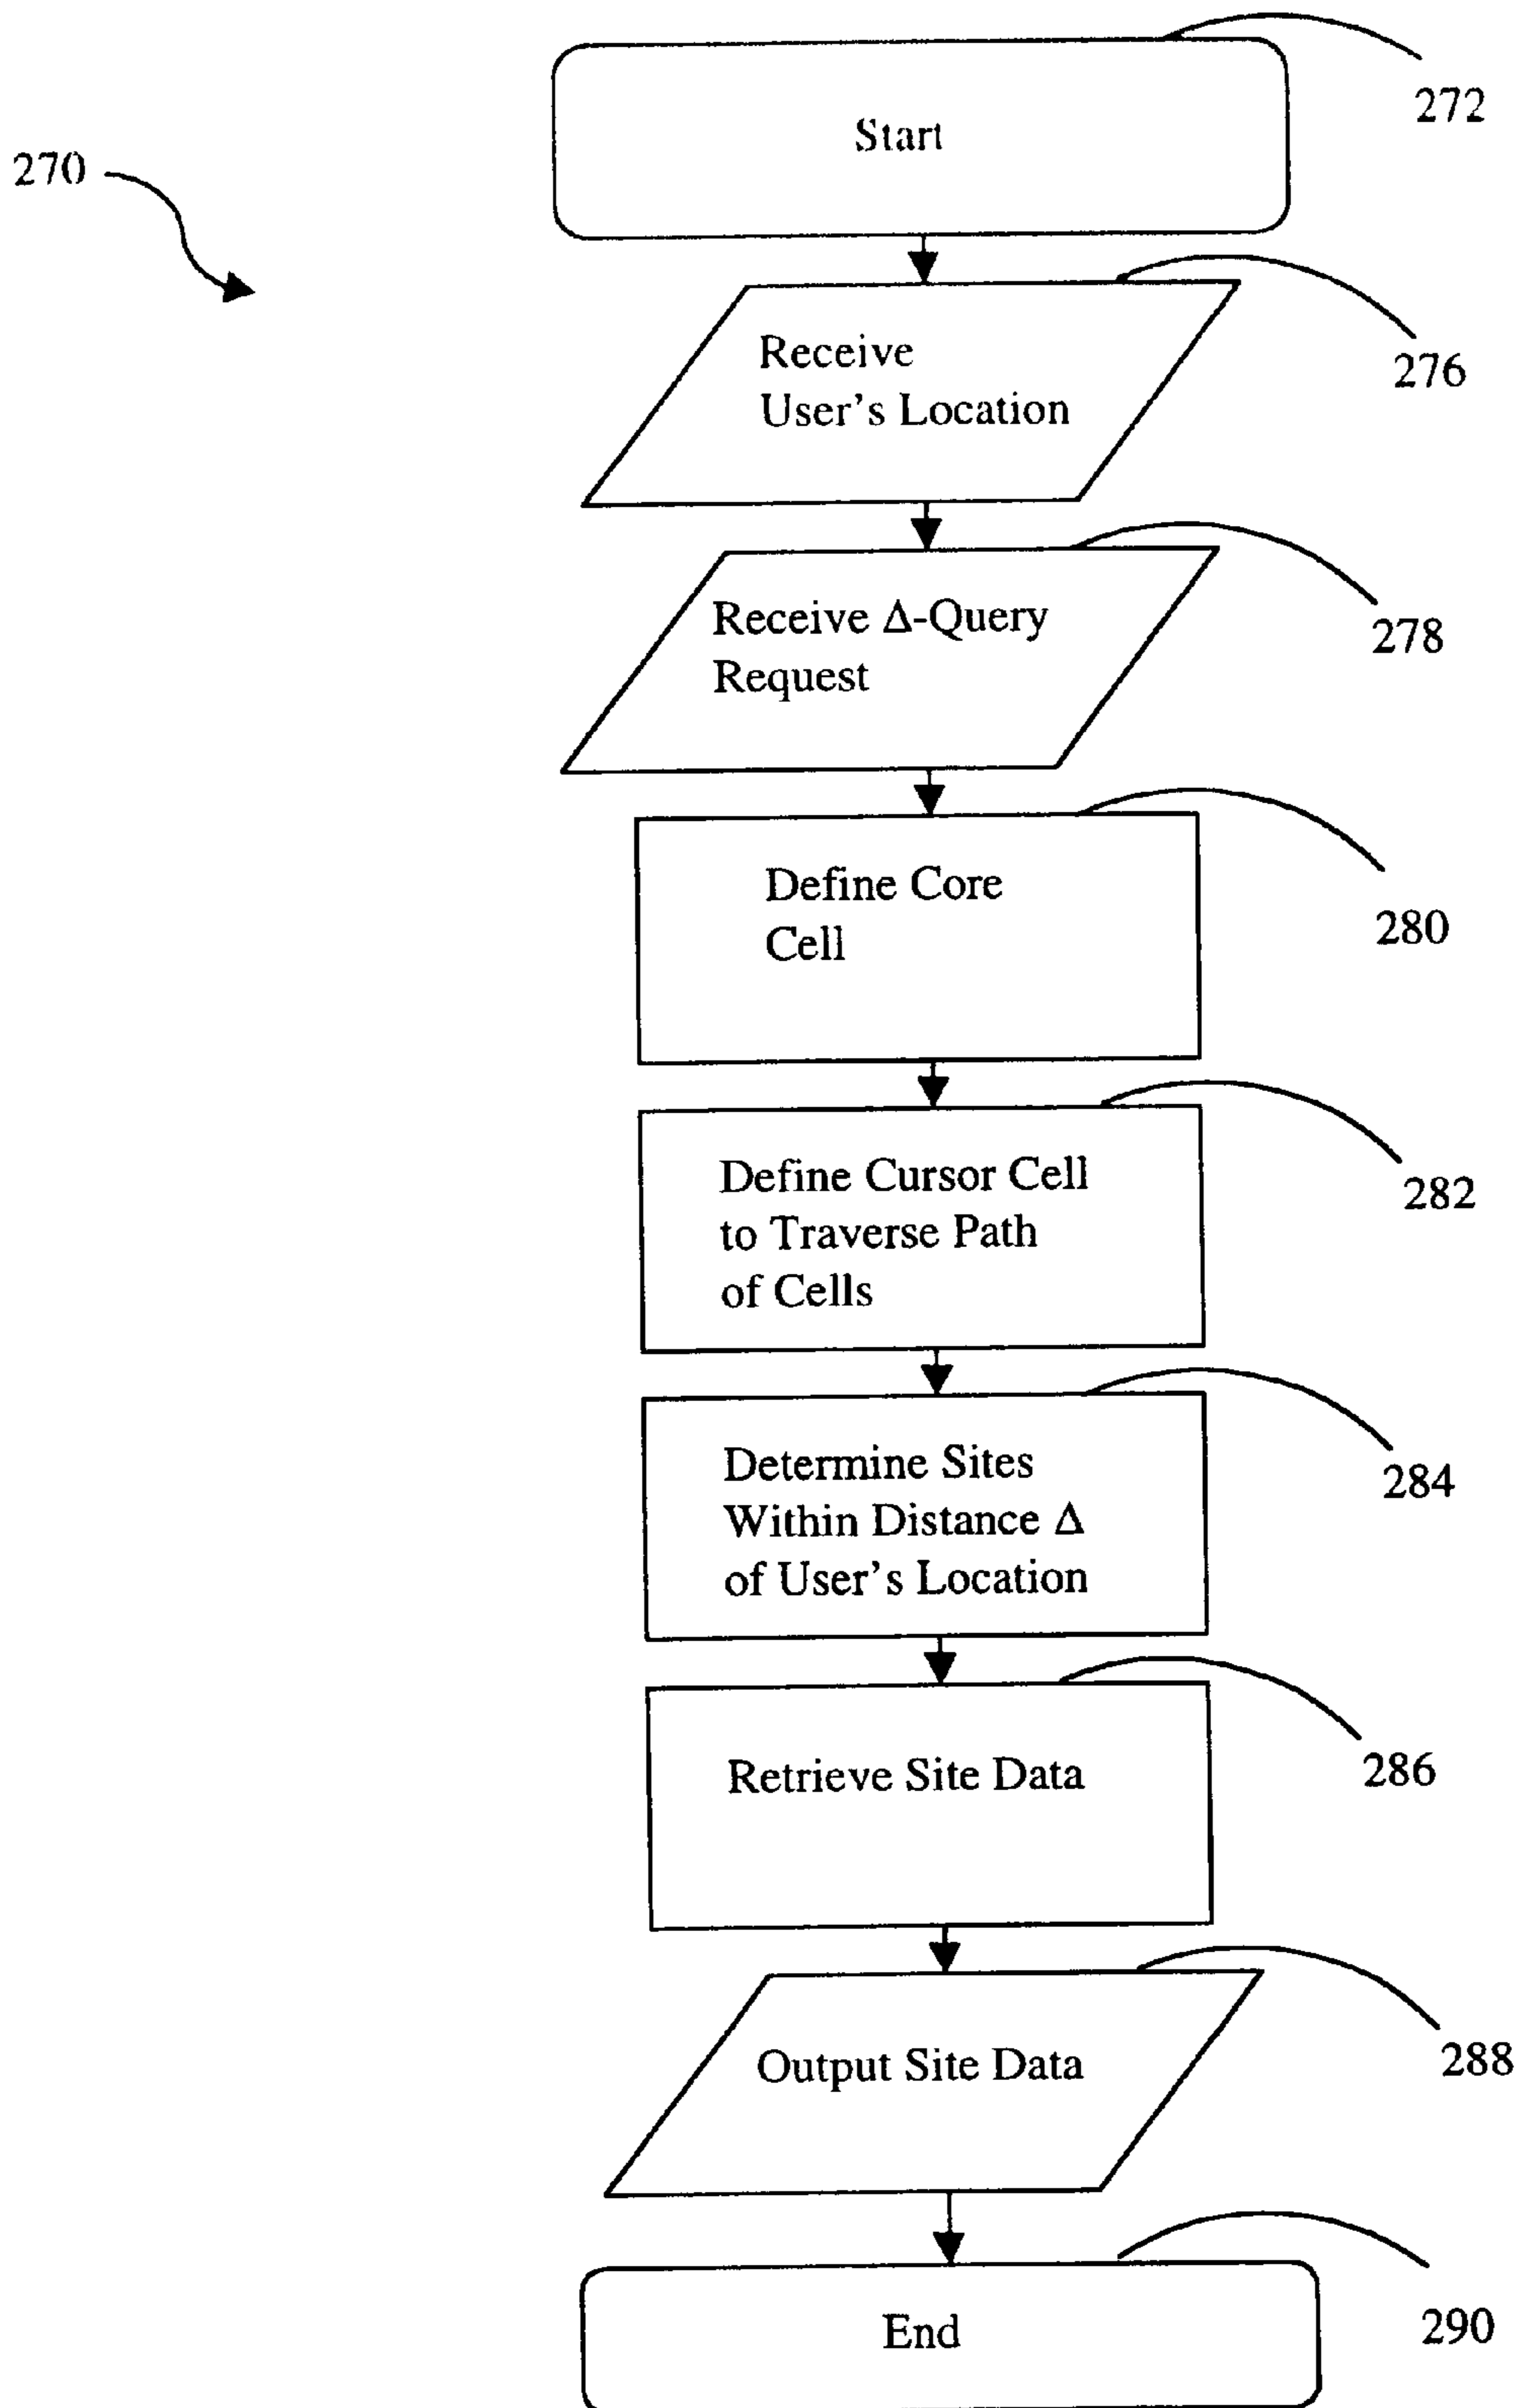 272
Start
270
276
Receive
User's Location
278
Receive Δ-Query
Request
280
Define Core
Cell
282
Define Cursor Cell
to Traverse Path
of Cells
284
Determine Sites
Within Distance Δ
of User's Location
286
Retrieve Site Data
288
Output Site Data
290
End